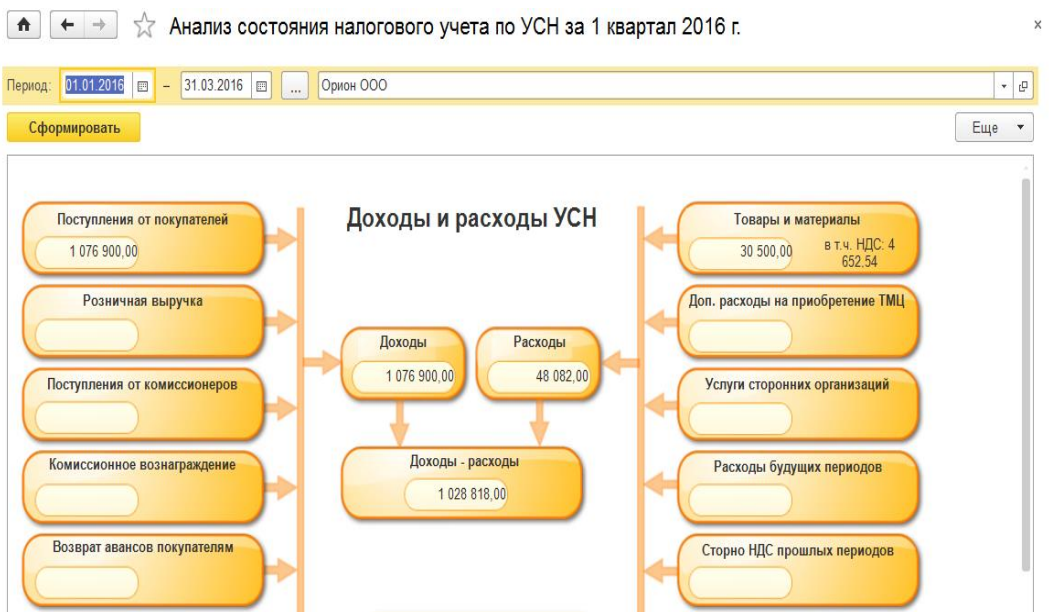 Анализ состояния налогового учета по УСН за 1 квартал 2016 г.
Период: 01.01.2016 – 31.03.2016 ... Орион ООО
Сформировать
Еще
Доходы и расходы УСН
Поступления от покупателей
1 076 900,00
Розничная выручка
Поступления от комиссионеров
Комиссионное вознаграждение
Возврат авансов покупателям
Доходы
1 076 900,00
Расходы
48 082,00
Доходы - расходы
1 028 818,00
Товары и материалы
30 500,00
в т.ч. НДС: 4
652,54
Доп. расходы на приобретение ТМЦ
Услуги сторонних организаций
Расходы будущих периодов
Сторно НДС прошлых периодов